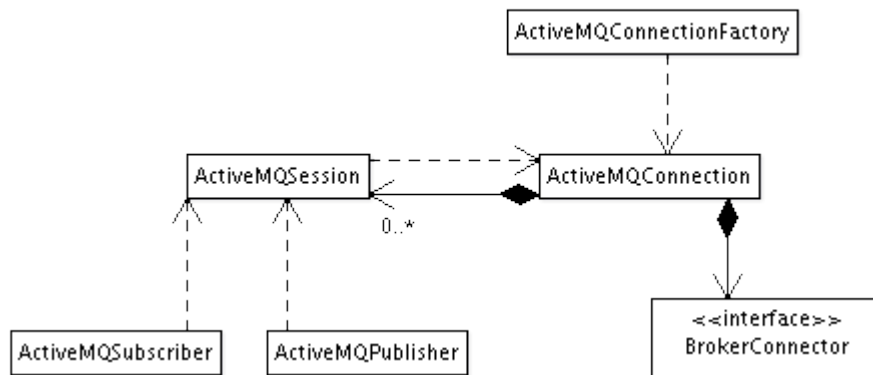 ActiveMQConnectionFactory
ActiveMQSession
ActiveMQConnection
0..*
ActiveMQSubscriber
ActiveMQPublisher
<<interface>>
BrokerConnector